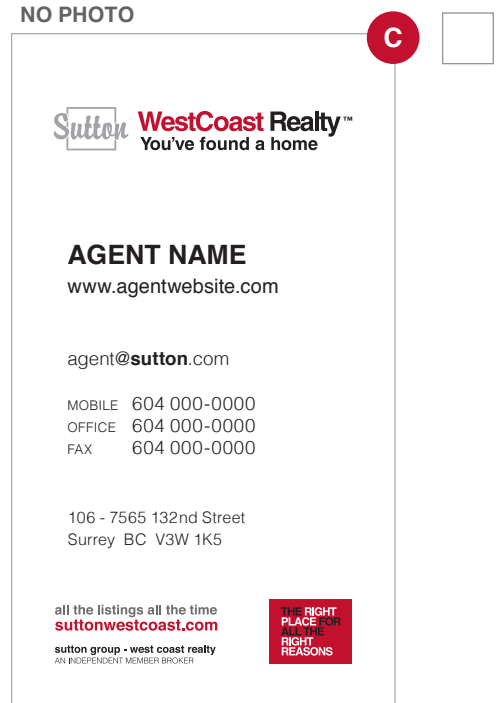 NO PHOTO
C
Sutton WestCoast Realty™
You've found a home
AGENT NAME
www.agentwebsite.com
agent@sutton.com
MOBILE 604 000-0000
OFFICE 604 000-0000
FAX 604 000-0000
106 - 7565 132nd Street
Surrey BC V3W 1K5
all the listings all the time
suttonwestcoast.com
sutton group - west coast realty
AN INDEPENDENT MEMBER BROKER
THE RIGHT
PLACE FOR
ALL THE
RIGHT
REASONS